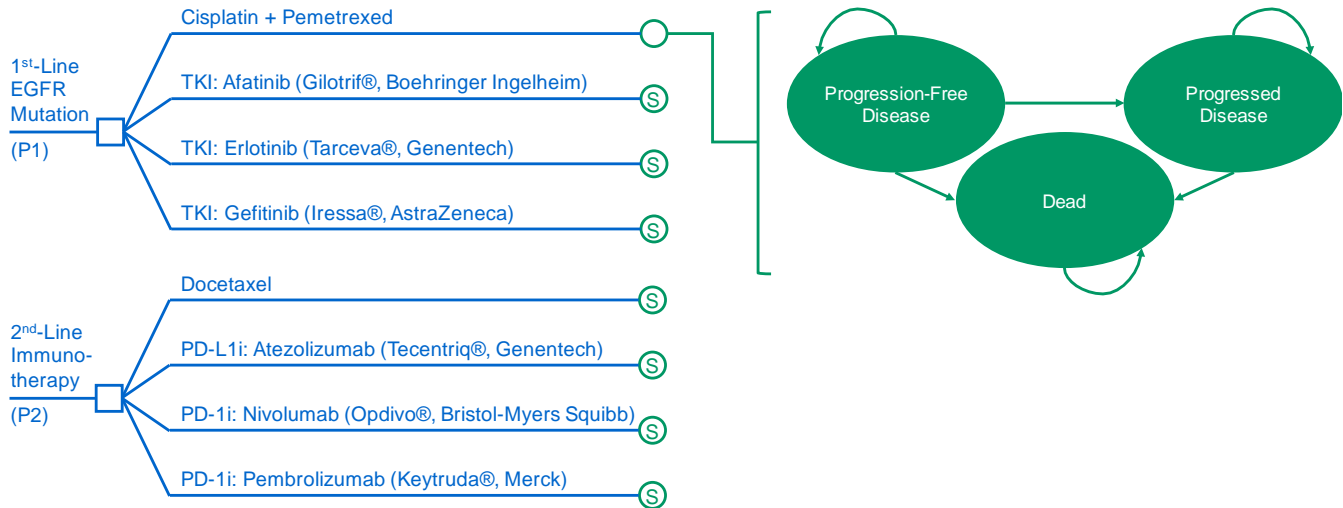 Cisplatin + Pemetrexed
1st-Line
EGFR
Mutation
(P1)
TKI: Afatinib (Gilotrif®, Boehringer Ingelheim)
S
TKI: Erlotinib (Tarceva®, Genentech)
S
TKI: Gefitinib (Iressa®, AstraZeneca)
S
Progression-Free
Disease
Progressed
Disease
Dead
Docetaxel
S
2nd-Line
Immuno-
therapy
(P2)
PD-L1i: Atezolizumab (Tecentriq®, Genentech)
S
PD-1i: Nivolumab (Opdivo®, Bristol-Myers Squibb)
S
PD-1i: Pembrolizumab (Keytruda®, Merck)
S